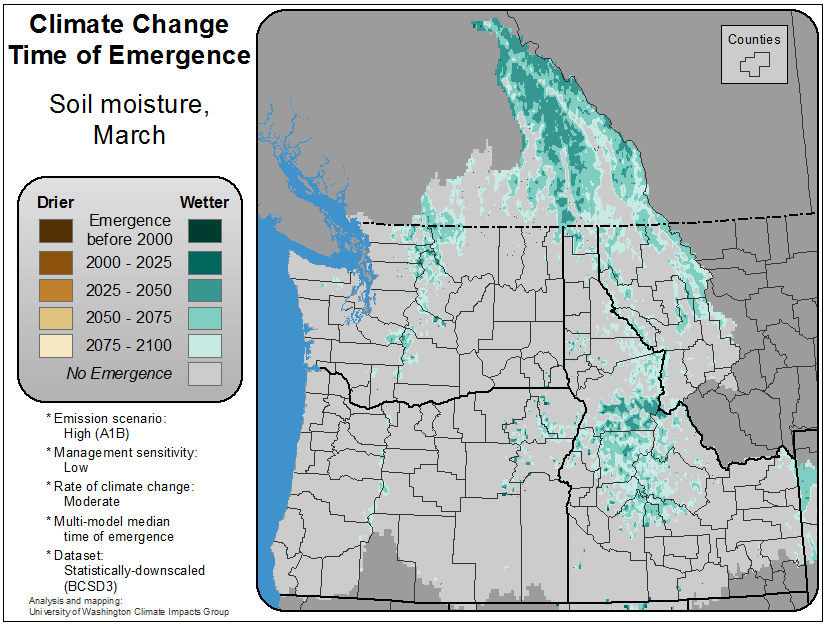 Climate Change
Time of Emergence
Soil moisture,
March
Drier Wetter
Emergence
before 2000
2000 - 2025
2025 - 2050
2050 - 2075
2075 - 2100
No Emergence
* Emission scenario:
High (A1B)
* Management sensitivity:
Low
* Rate of climate change:
Moderate
* Multi-model median
time of emergence
* Dataset:
Statistically-downscaled
(BCSD3)
Analysis and mapping:
University of Washington Climate Impacts Group
Counties